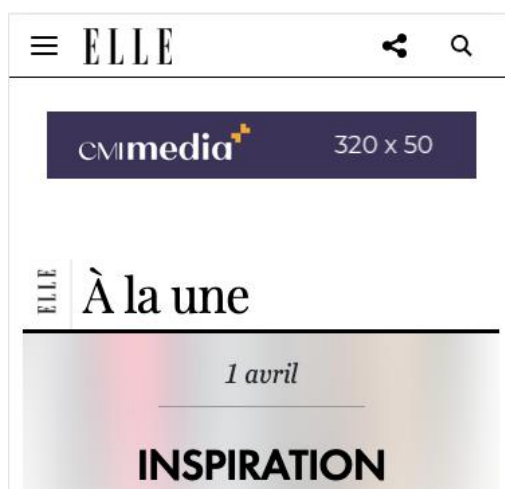 ELLE
CMImedia 320 x 50
ELLE À la une
1 avril
INSPIRATION